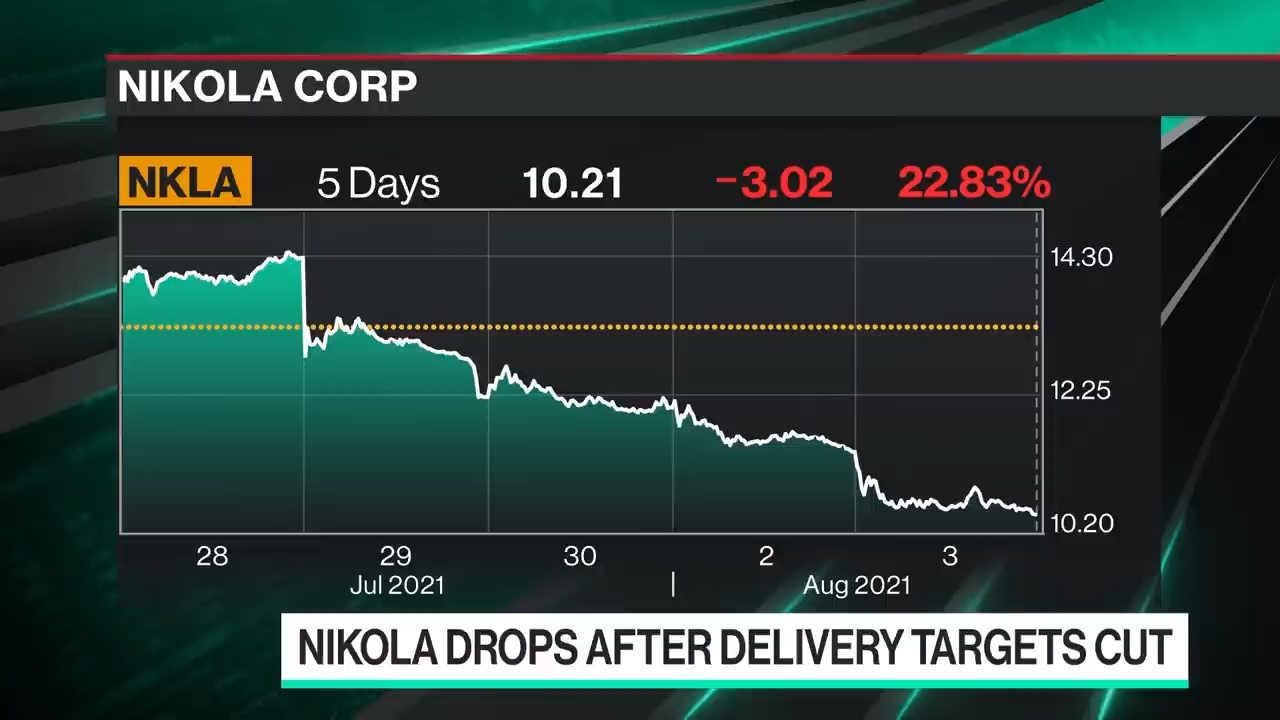 NIKOLA CORP
NKLA 5 Days 10.21 −3.02 22.83%
14.30
12.25
10.20
28 29 30 2 3
Jul 2021 | Aug 2021
NIKOLA DROPS AFTER DELIVERY TARGETS CUT